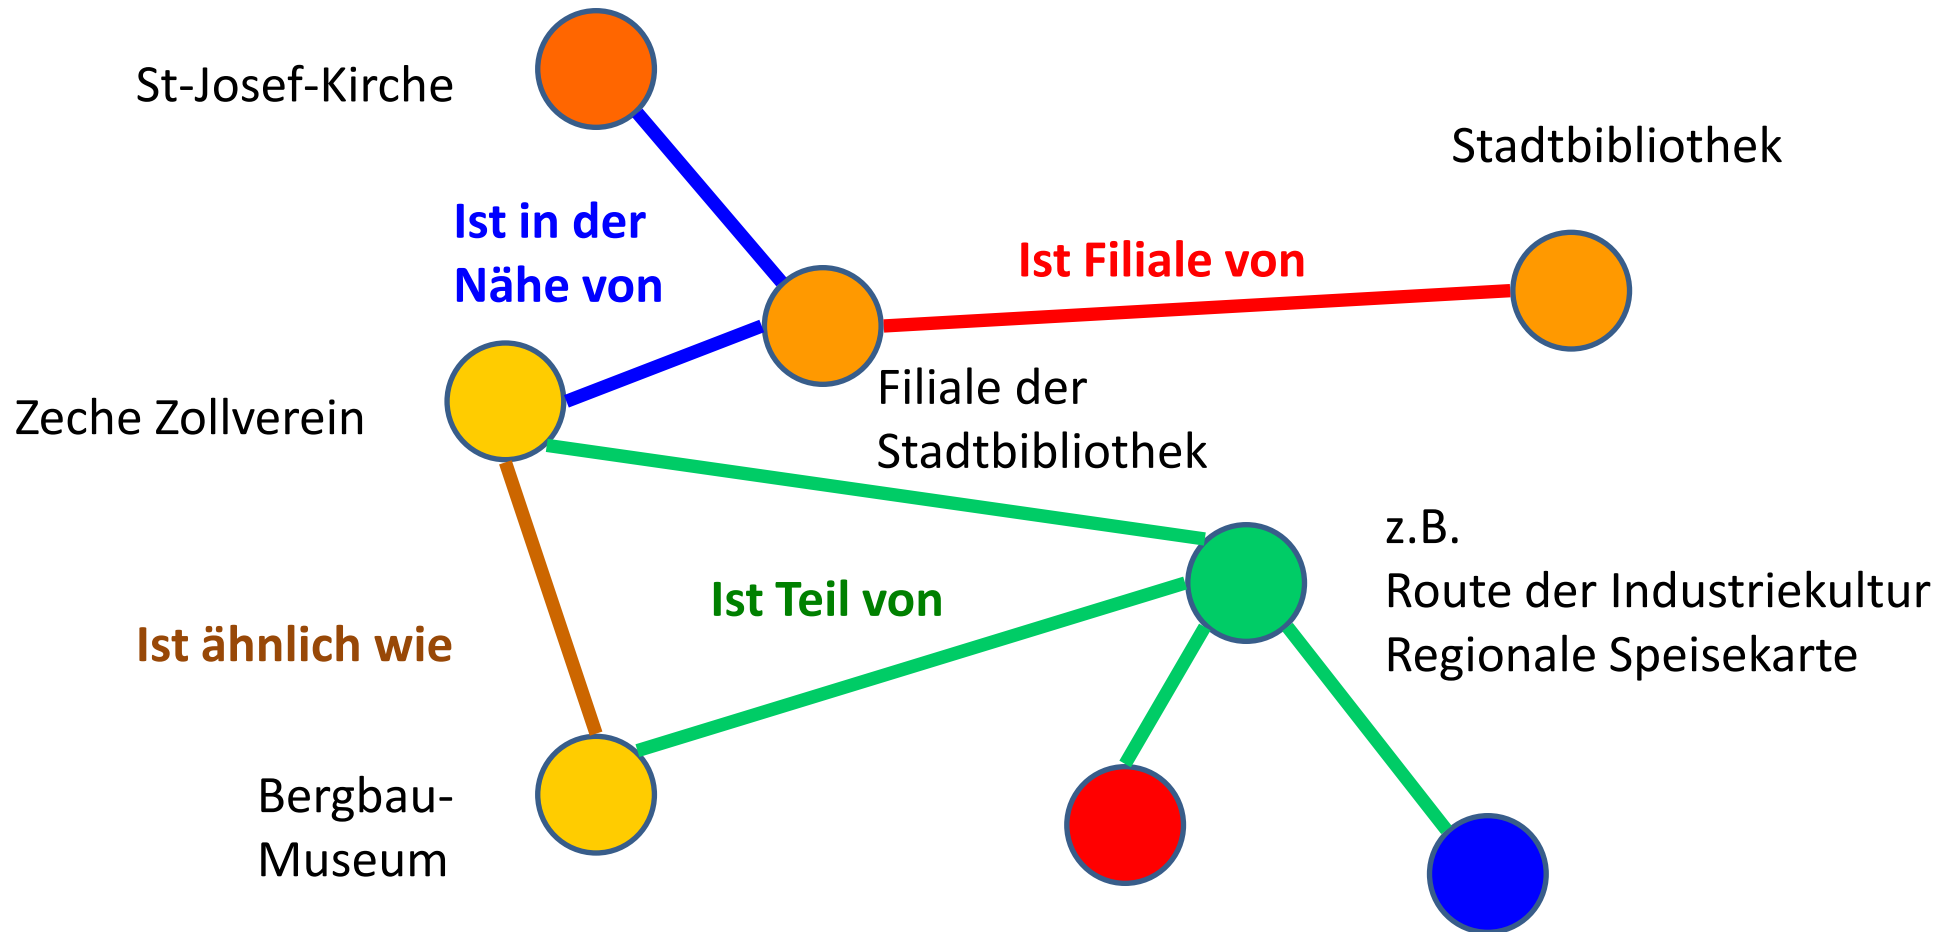 St-Josef-Kirche
Stadtbibliothek
Ist in der
Nähe von
Ist Filiale von
Filiale der
Stadtbibliothek
Zeche Zollverein
z.B.
Route der Industriekultur
Regionale Speisekarte
Ist Teil von
Ist ähnlich wie
Bergbau-
Museum